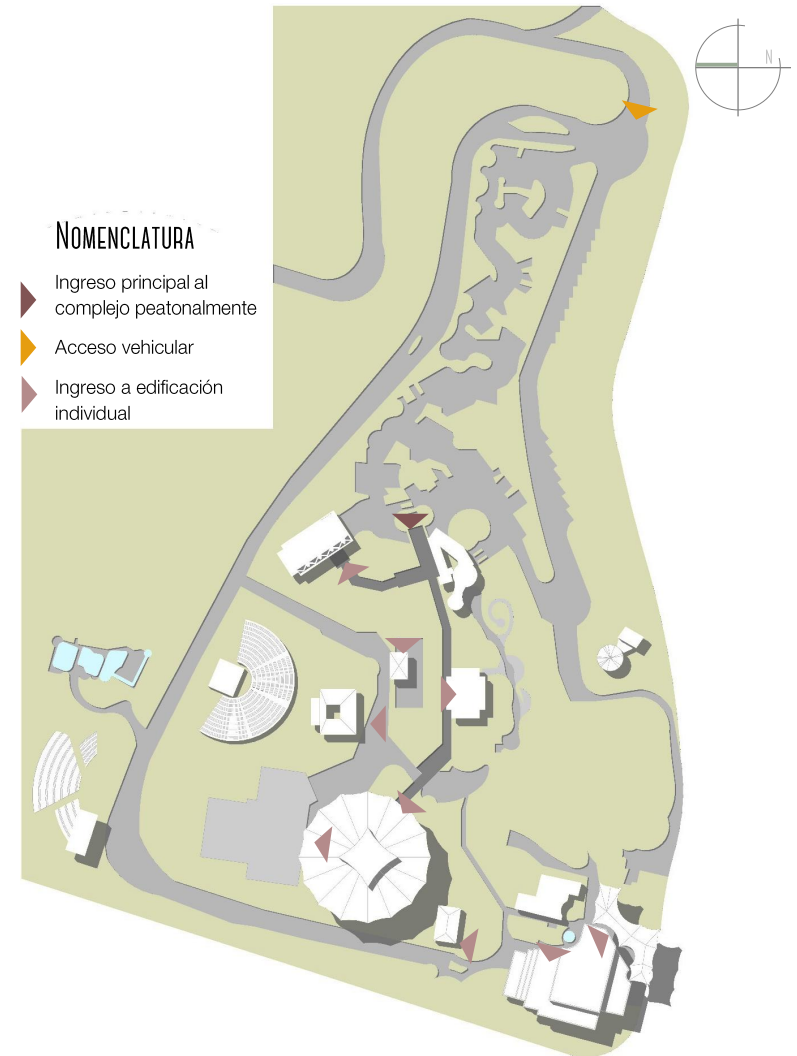 N
NOMENCLATURA
Ingreso principal al
complejo peatonalmente
Acceso vehicular
Ingreso a edificación
individual